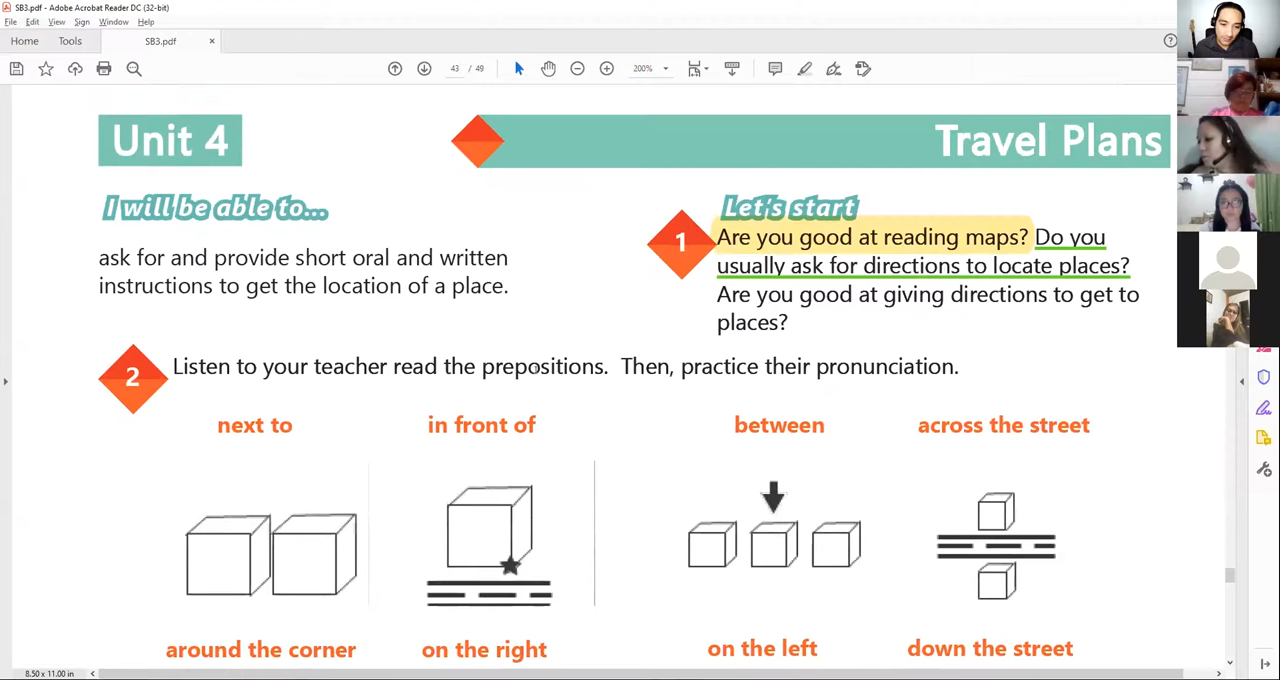 SB3.pdf - Adobe Acrobat Reader DC (32-bit)
File Edit View Sign Window Help
Home Tools SB3.pdf ×
43 / 49 200%
Unit 4
Travel Plans
I will be able to...
ask for and provide short oral and written
instructions to get the location of a place.
Let's start
1
Are you good at reading maps? Do you
usually ask for directions to locate places?
Are you good at giving directions to get to
places?
2
Listen to your teacher read the prepositions. Then, practice their pronunciation.
next to in front of between across the street
around the corner on the right on the left down the street
8.50 x 11.00 in